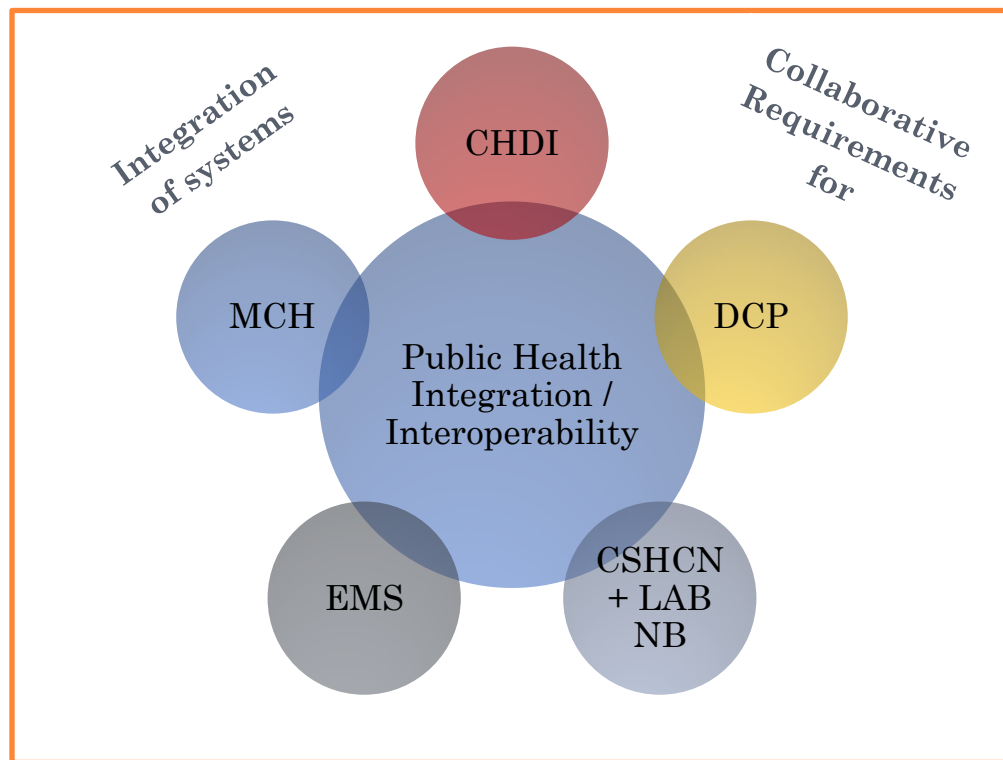 Integration
of systems
Collaborative
Requirements
for
CHDI
MCH
DCP
Public Health
Integration /
Interoperability
EMS
CSHCN
+ LAB
NB